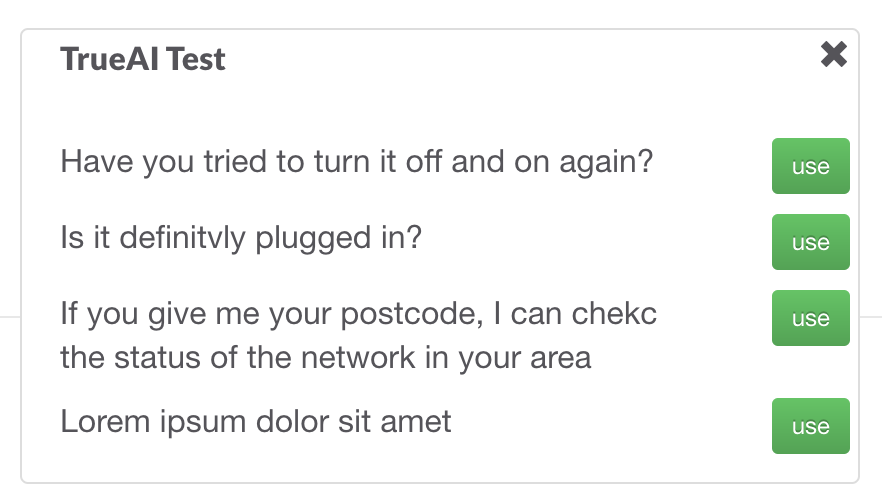 TrueAI Test
Have you tried to turn it off and on again?
use
Is it definitvly plugged in?
use
If you give me your postcode, I can chekc
the status of the network in your area
use
Lorem ipsum dolor sit amet
use